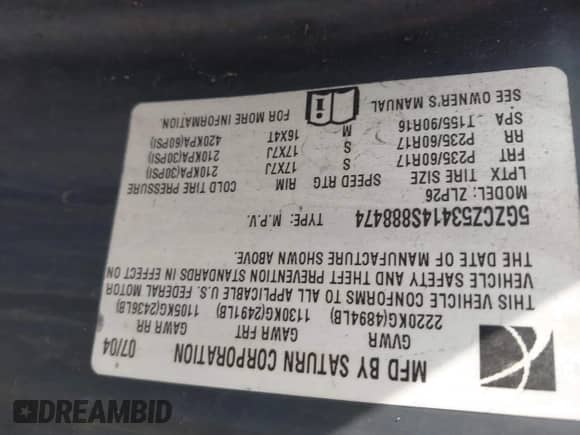 MFD BY SATURN CORPORATION 07/04
GVWR GAWR FRT GAWR RR
2220KG(4894LB) 1130KG(2491LB) 1105KG(2436LB)
THIS VEHICLE CONFORMS TO ALL APPLICABLE U.S. FEDERAL MOTOR
VEHICLE SAFETY AND THEFT PREVENTION STANDARDS IN EFFECT ON
THE DATE OF MANUFACTURE SHOWN ABOVE.
5GZCZ53414S888474 TYPE: M.P.V.
MODEL: ZLP26
LPTX TIRE SIZE SPEED RTG RIM COLD TIRE PRESSURE
FRT P235/60R17 S 17X7J 210KPA(30PSI)
RR P235/60R17 S 17X7J 210KPA(30PSI)
SPA T155/90R16 M 16X4T 420KPA(60PSI)
SEE OWNER'S MANUAL FOR MORE INFORMATION.
DREAMBID